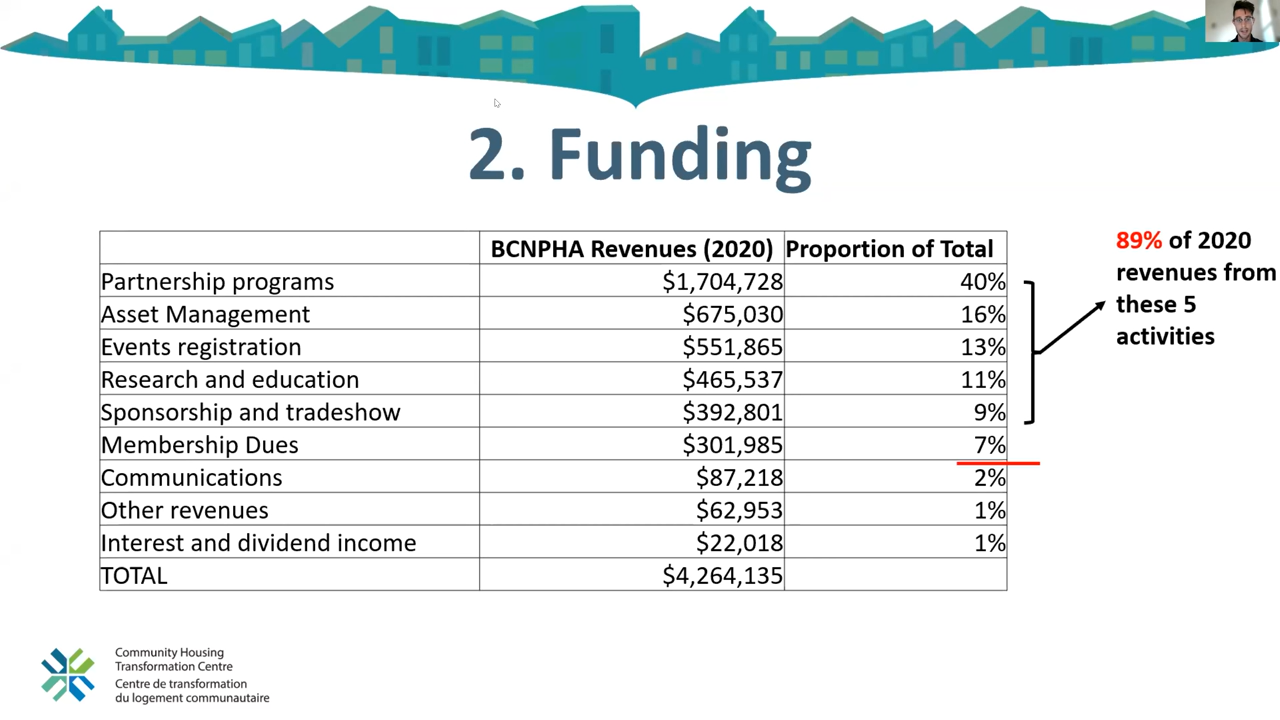 2. Funding
BCNPHA Revenues (2020) Proportion of Total
Partnership programs $1,704,728 40%
Asset Management $675,030 16%
Events registration $551,865 13%
Research and education $465,537 11%
Sponsorship and tradeshow $392,801 9%
Membership Dues $301,985 7%
Communications $87,218 2%
Other revenues $62,953 1%
Interest and dividend income $22,018 1%
TOTAL $4,264,135
89% of 2020
revenues from
these 5
activities
Community Housing
Transformation Centre
Centre de transformation
du logement communautaire